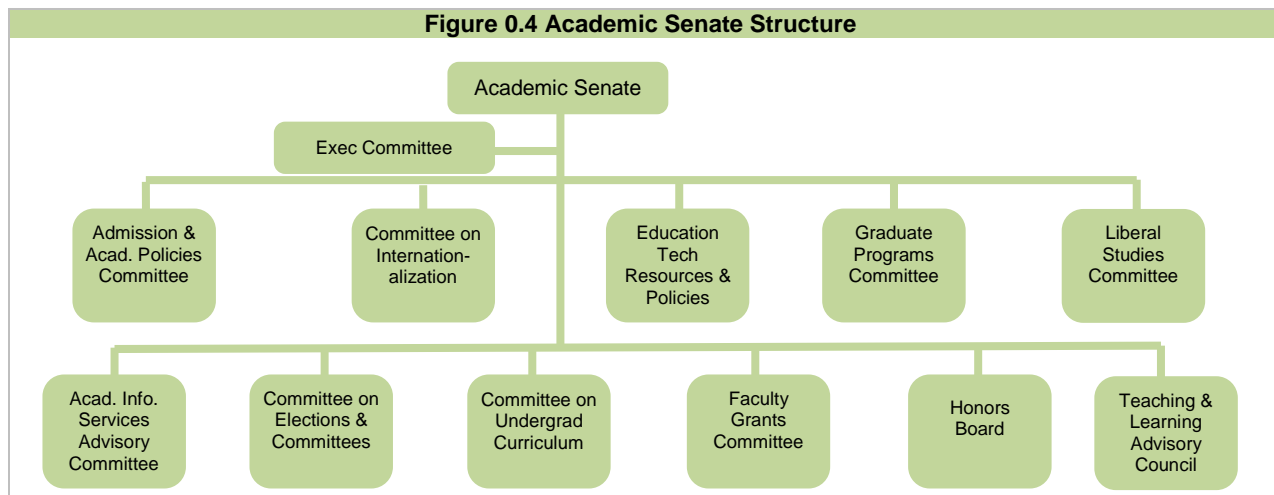 Figure 0.4 Academic Senate Structure
Academic Senate
Exec Committee
Admission &
Acad. Policies
Committee
Committee on
Internation-
alization
Education
Tech
Resources &
Policies
Graduate
Programs
Committee
Liberal
Studies
Committee
Acad. Info.
Services
Advisory
Committee
Committee on
Elections &
Committees
Committee on
Undergrad
Curriculum
Faculty
Grants
Committee
Honors
Board
Teaching &
Learning
Advisory
Council